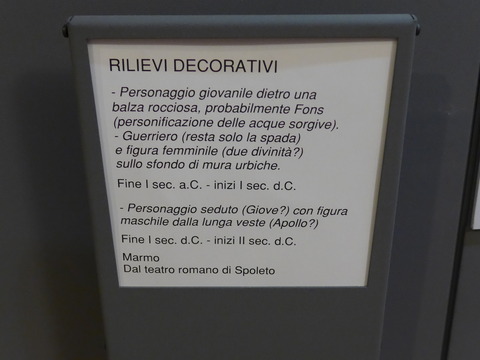 RILIEVI DECORATIVI
- Personaggio giovanile dietro una
balza rocciosa, probabilmente Fons
(personificazione delle acque sorgive).
- Guerriero (resta solo la spada)
e figura femminile (due divinità?)
sullo sfondo di mura urbiche.
Fine I sec. a.C. - inizi I sec. d.C.
- Personaggio seduto (Giove?) con figura
maschile dalla lunga veste (Apollo?)
Fine I sec. d.C. - inizi II sec. d.C.
Marmo
Dal teatro romano di Spoleto